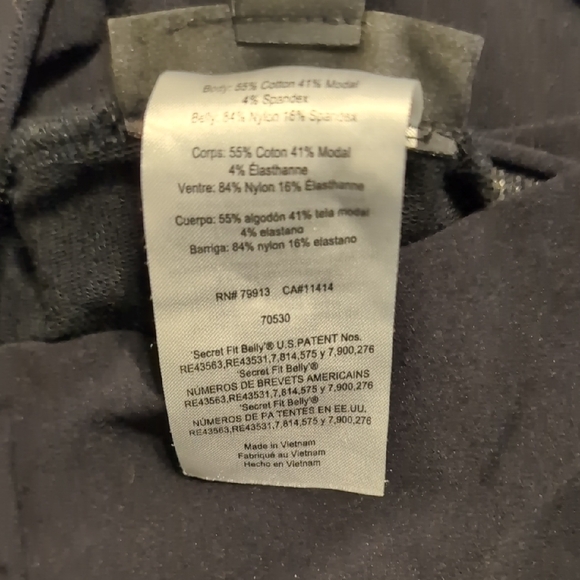 Body: 55% Cotton 41% Modal
4% Spandex
Belly: 84% Nylon 16% Spandex
Corps: 55% Coton 41% Modal
4% Élasthanne
Ventre: 84% Nylon 16% Élasthanne
Cuerpo: 55% algodón 41% tela modal
4% elastano
Barriga: 84% nylon 16% elastano
RN# 79913 CA#11414
70530
'Secret Fit Belly'® U.S.PATENT Nos.
RE43563,RE43531,7,814,575 y 7,900,276
'Secret Fit Belly'®
NÚMEROS DE BREVETS AMERICAINS
RE43563,RE43531,7,814,575 y 7,900,276
'Secret Fit Belly'®
NÚMEROS DE PATENTES EN EE.UU.
RE43563,RE43531,7,814,575 y 7,900,276
Made in Vietnam
Fabriqué au Vietnam
Hecho en Vietnam